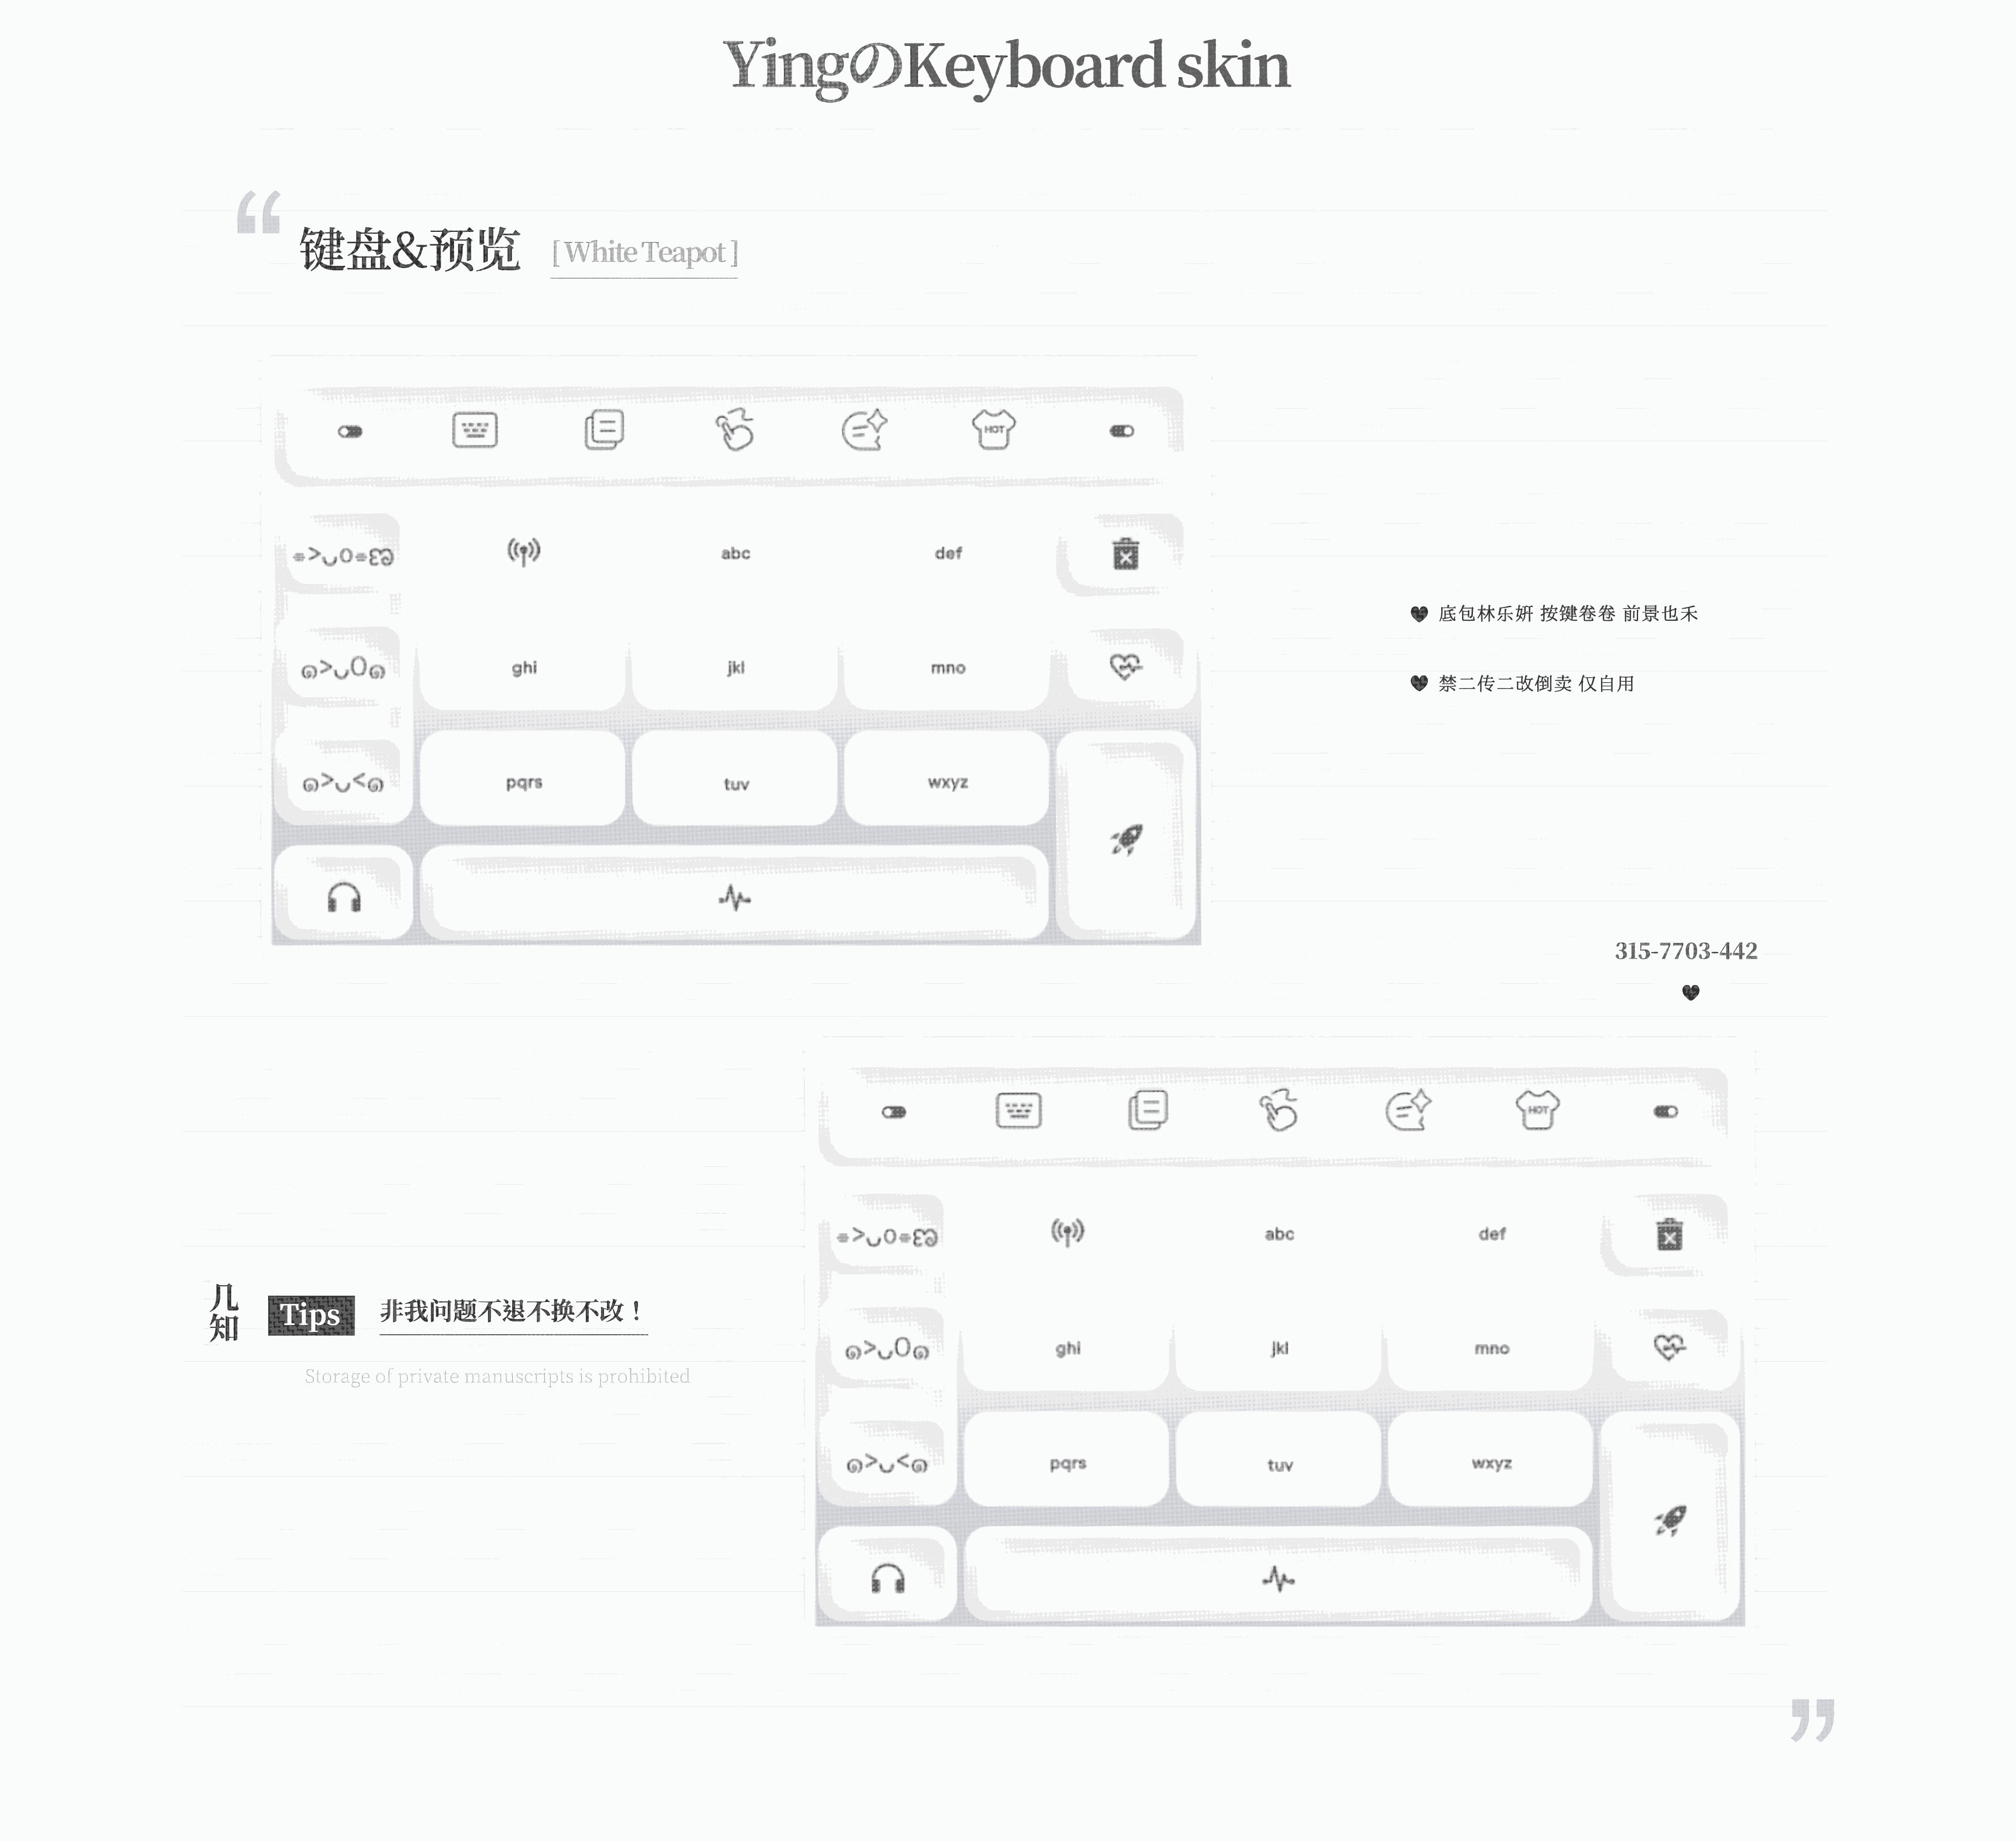 YingのKeyboard skin
键盘&预览 [ White Teapot ]
HOT
abc def
ghi jkl mno
pqrs tuv wxyz
底包林乐妍 按键卷卷 前景也禾
禁二传二改倒卖 仅自用
315-7703-442
HOT
abc def
ghi jkl mno
pqrs tuv wxyz
几知
Tips 非我问题不退不换不改！
Storage of private manuscripts is prohibited